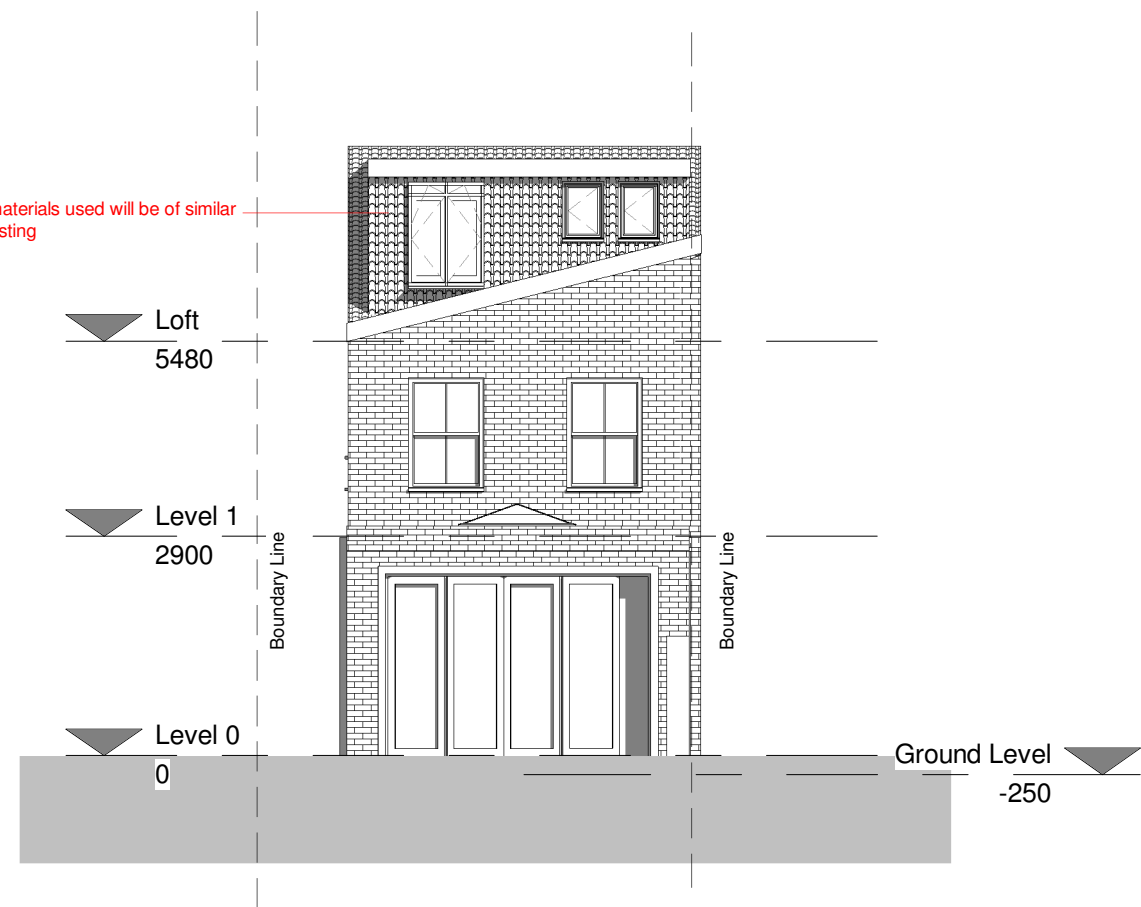 materials used will be of similar
sting
Loft
5480
Level 1
2900
Boundary Line
Boundary Line
Level 0
0
Ground Level
-250